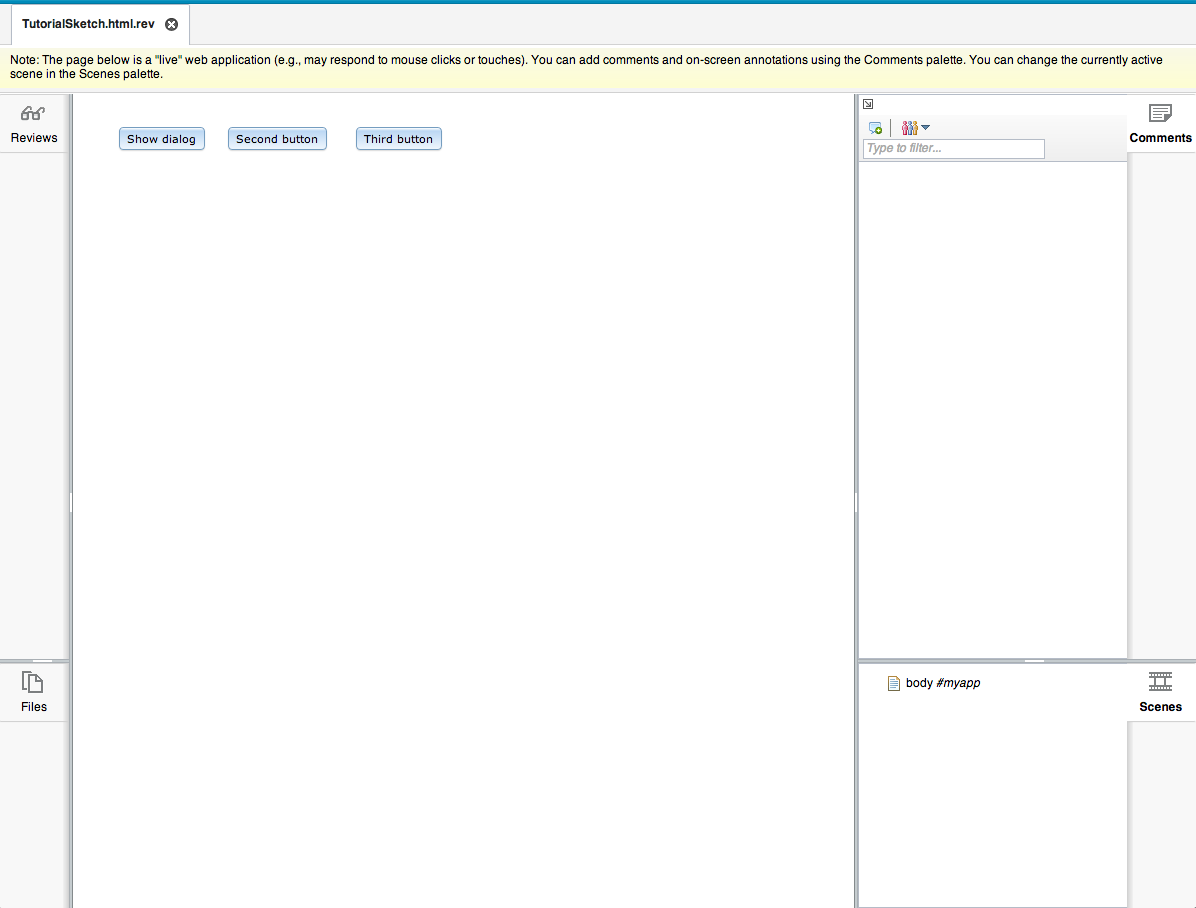 TutorialSketch.html.rev
Note: The page below is a "live" web application (e.g., may respond to mouse clicks or touches). You can add comments and on-screen annotations using the Comments palette. You can change the currently active
scene in the Scenes palette.
Reviews
Show dialog
Second button
Third button
Comments
Type to filter...
Files
body #myapp
Scenes